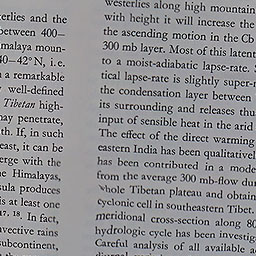 terlies and the
between 400—
malaya moun-
40—42°N, i.e.
a remarkable
well-defined
Tibetan high-
may penetrate,
th. If, in such
east, it can be
erge with the
e Himalayas,
sula produces
is at least one
17, 18. In fact,
vective rains
subcontinent,
westerlies along high mountain
with height it will increase the
the ascending motion in the Cb
300 mb layer. Most of this latent
to a moist-adiabatic lapse-rate.
tical lapse-rate is slightly super-
the condensation layer between
its surrounding and releases thu
input of sensible heat in the arid
The effect of the direct warming
eastern India has been qualitativel
has been contributed in a mode
from the average 300 mb-flow du
whole Tibetan plateau and obtain
cyclonic cell in southeastern Tibet.
meridional cross-section along 80
hydrologic cycle has been investig
Careful analysis of all available a